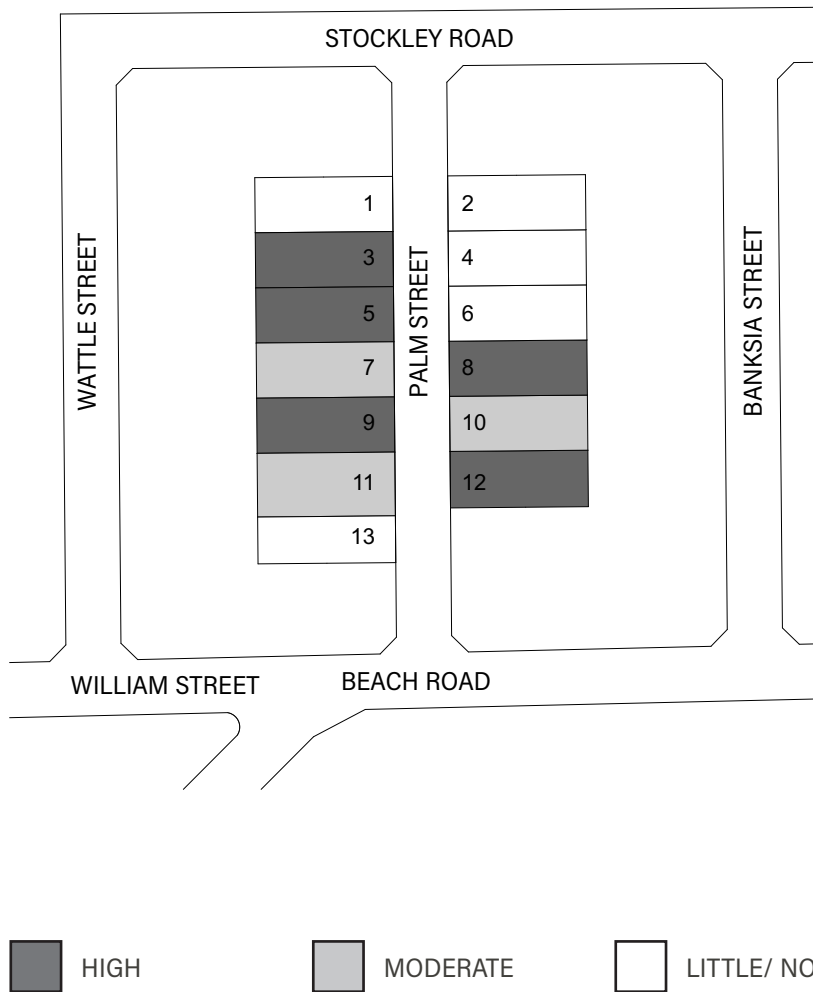 STOCKLEY ROAD
1
2
3
4
5
6
7
8
9
10
11
12
13
WATTLE STREET
PALM STREET
BANKSIA STREET
WILLIAM STREET
BEACH ROAD
HIGH
MODERATE
LITTLE/ NO